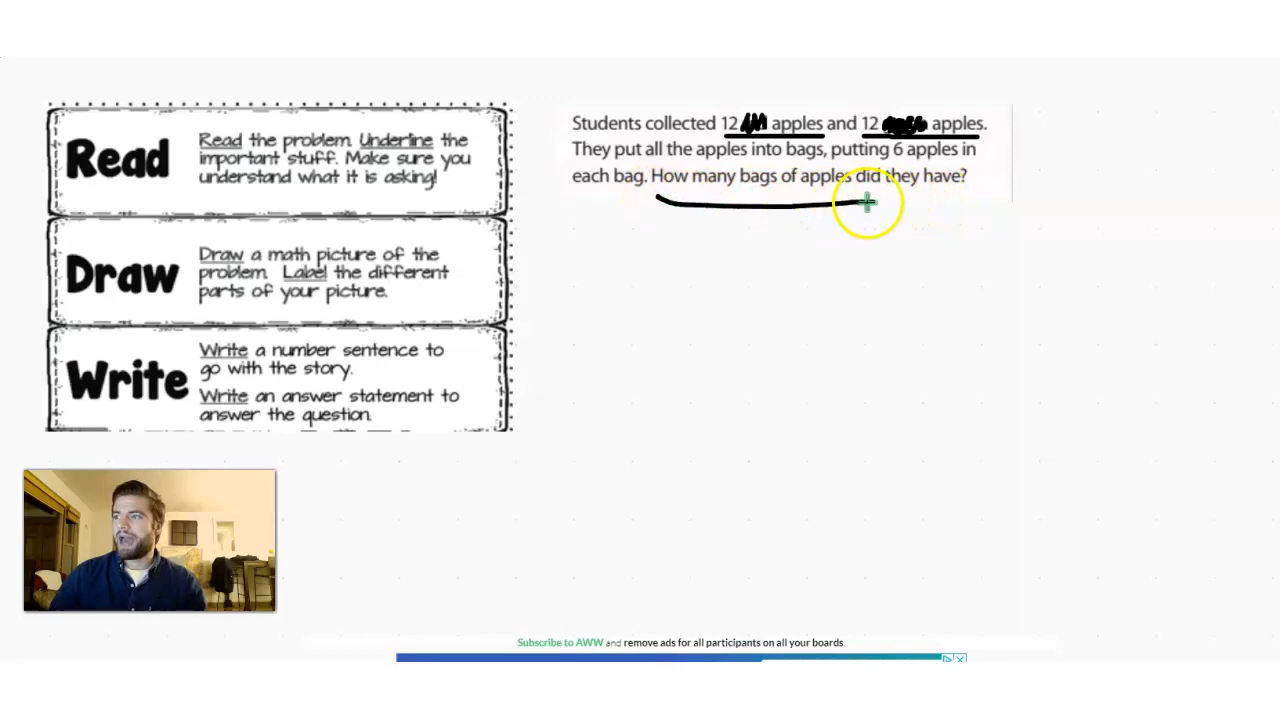 Read
Read the problem. Underline the
important stuff. Make sure you
understand what it is asking!
Draw
Draw a math picture of the
problem. Label the different
parts of your picture.
Write
Write a number sentence to
go with the story.
Write an answer statement to
answer the question.
Students collected 12 apples and 12 apples.
They put all the apples into bags, putting 6 apples in
each bag. How many bags of apples did they have?
Subscribe to AWW and remove ads for all participants on all your boards.